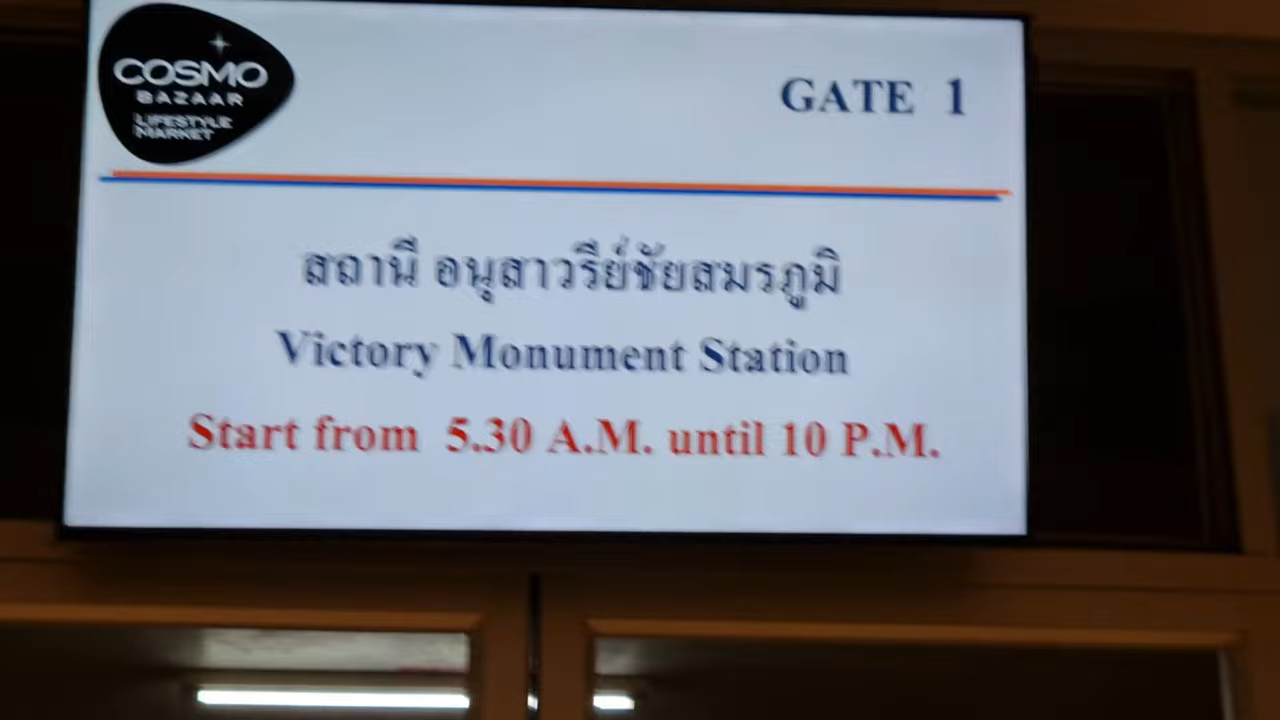 COSMO
BAZAAR
LIFESTYLE
MARKET
GATE 1
สถานี อนุสาวรีย์ชัยสมรภูมิ
Victory Monument Station
Start from 5.30 A.M. until 10 P.M.